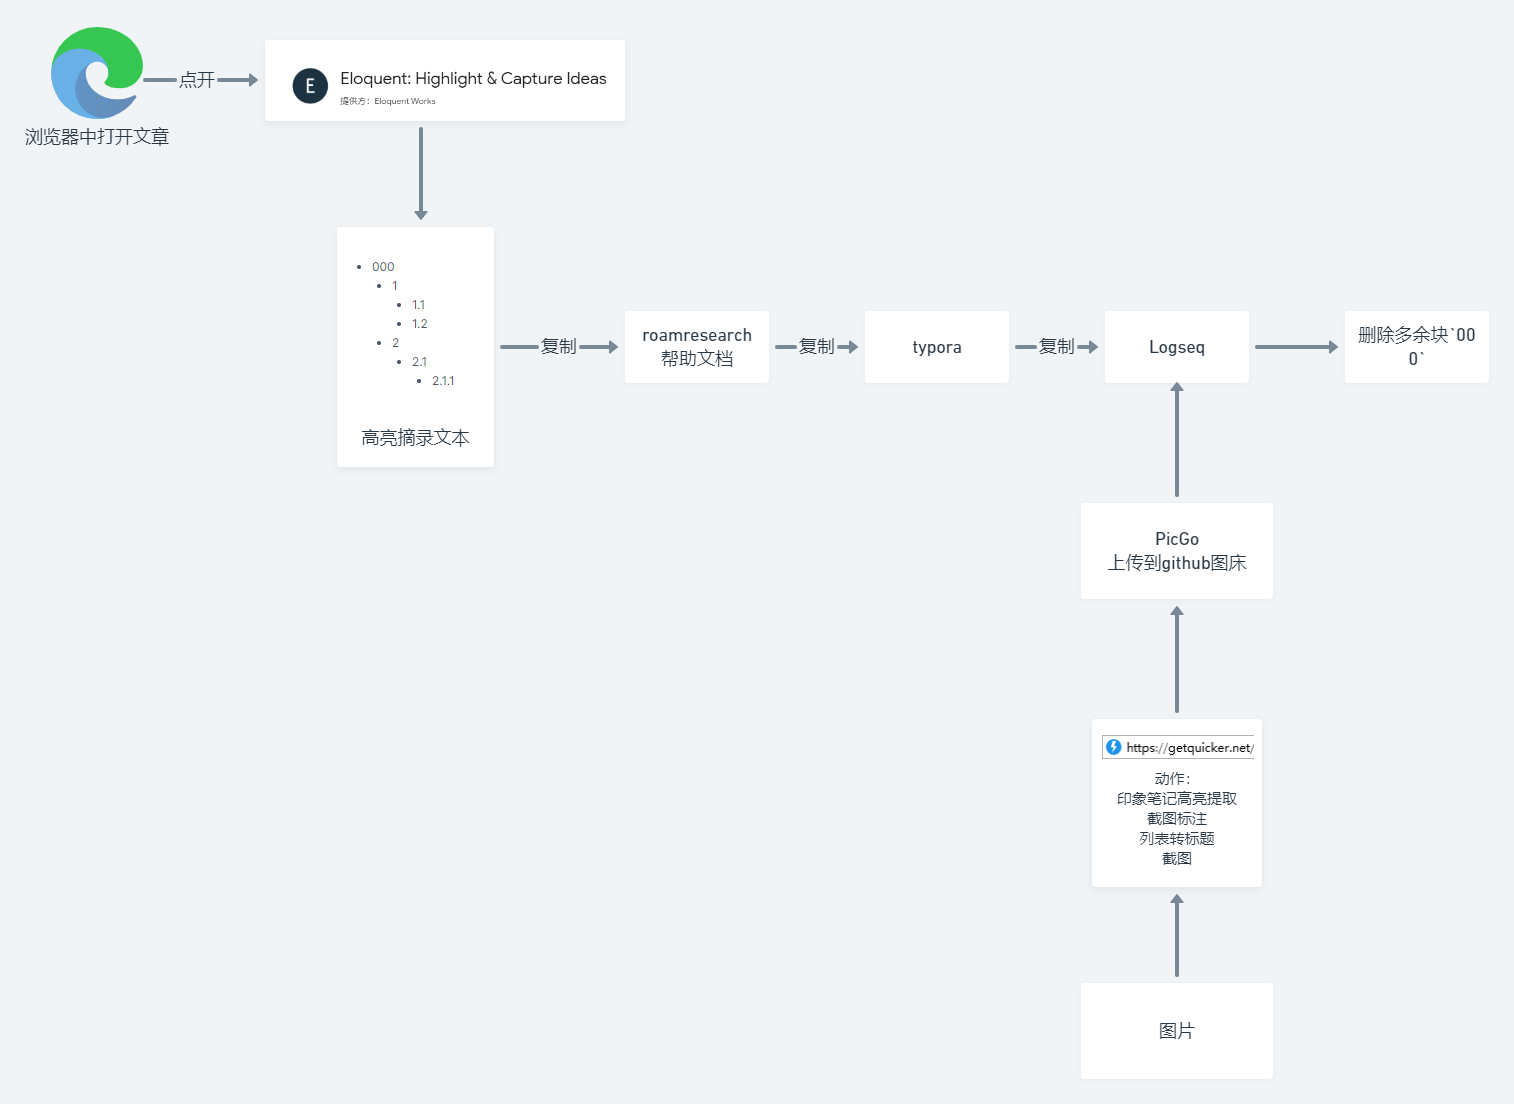 点开
浏览器中打开文章
E
Eloquent: Highlight & Capture Ideas
提供方: Eloquent Works
000
1
1.1
1.2
2
2.1
2.1.1
高亮摘录文本
复制
roamresearch
帮助文档
复制
typora
复制
Logseq
删除多余块`00
0`
PicGo
上传到github图床
https://getquicker.net/
动作：
印象笔记高亮提取
截图标注
列表转标题
截图
图片